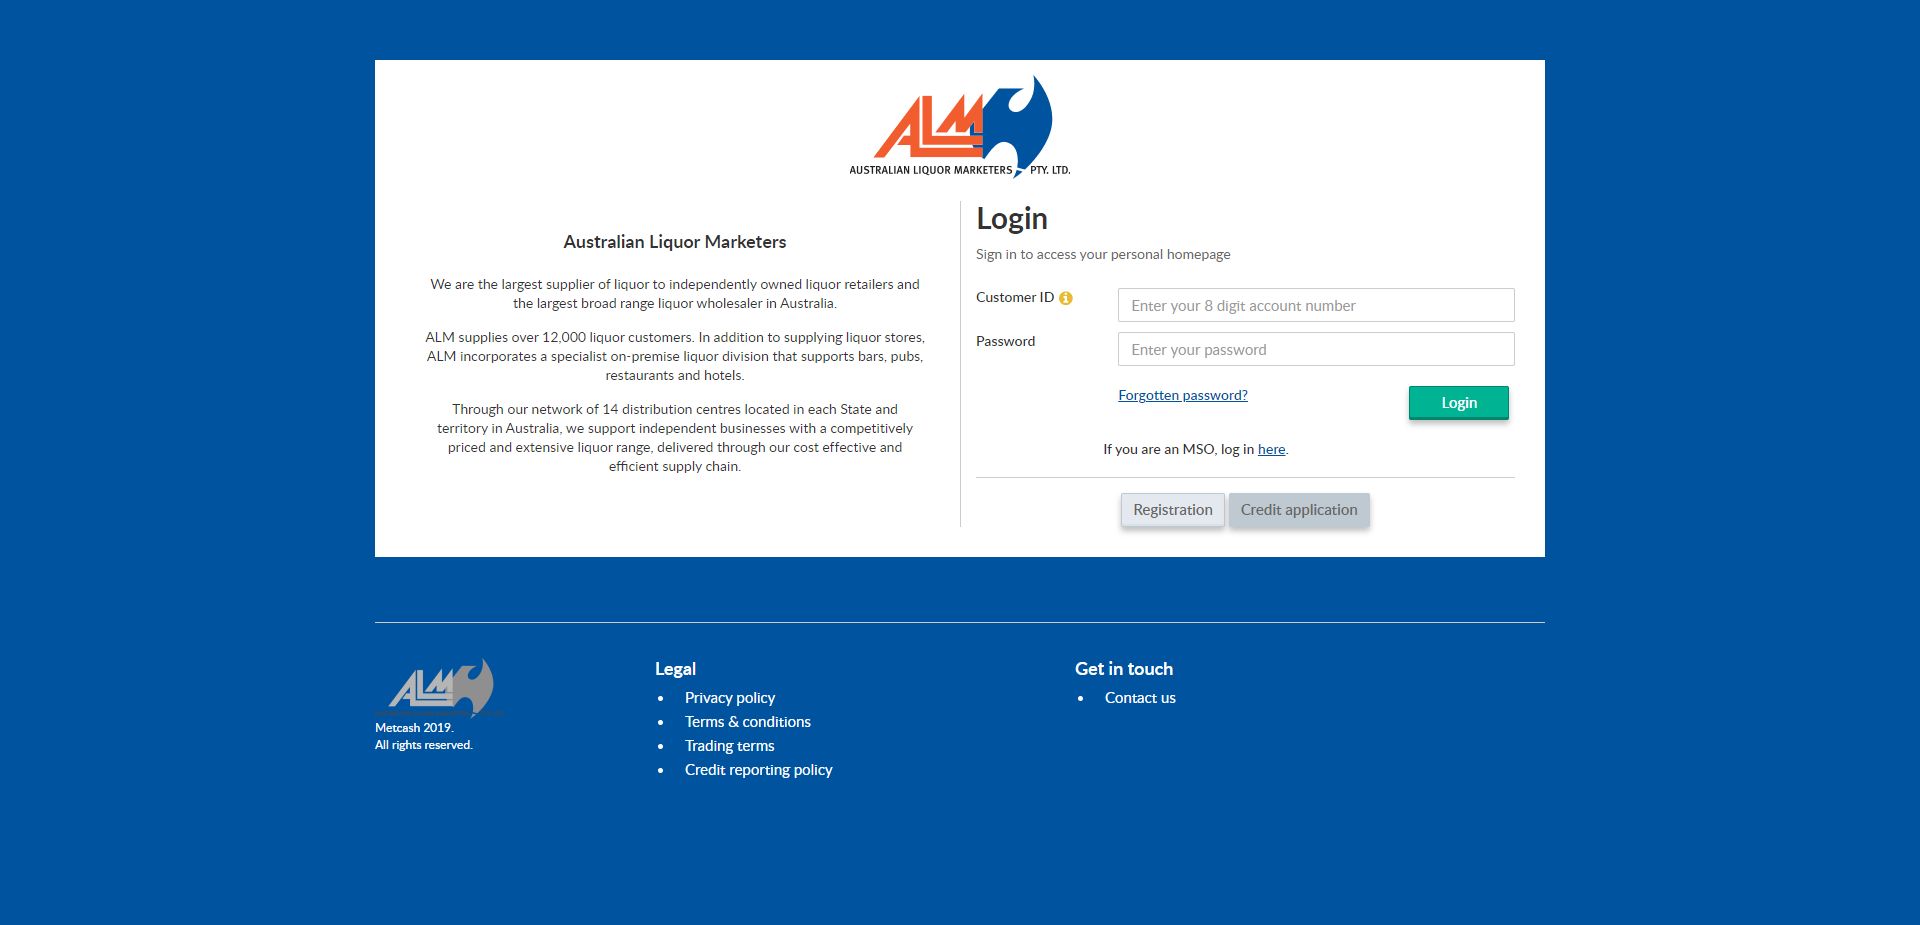 ALM
AUSTRALIAN LIQUOR MARKETERS PTY. LTD.
Australian Liquor Marketers
We are the largest supplier of liquor to independently owned liquor retailers and
the largest broad range liquor wholesaler in Australia.
ALM supplies over 12,000 liquor customers. In addition to supplying liquor stores,
ALM incorporates a specialist on-premise liquor division that supports bars, pubs,
restaurants and hotels.
Through our network of 14 distribution centres located in each State and
territory in Australia, we support independent businesses with a competitively
priced and extensive liquor range, delivered through our cost effective and
efficient supply chain.
Login
Sign in to access your personal homepage
Customer ID
Enter your 8 digit account number
Password
Enter your password
Forgotten password?
Login
If you are an MSO, log in here.
Registration
Credit application
ALM
Metcash 2019.
All rights reserved.
Legal
• Privacy policy
• Terms & conditions
• Trading terms
• Credit reporting policy
Get in touch
• Contact us